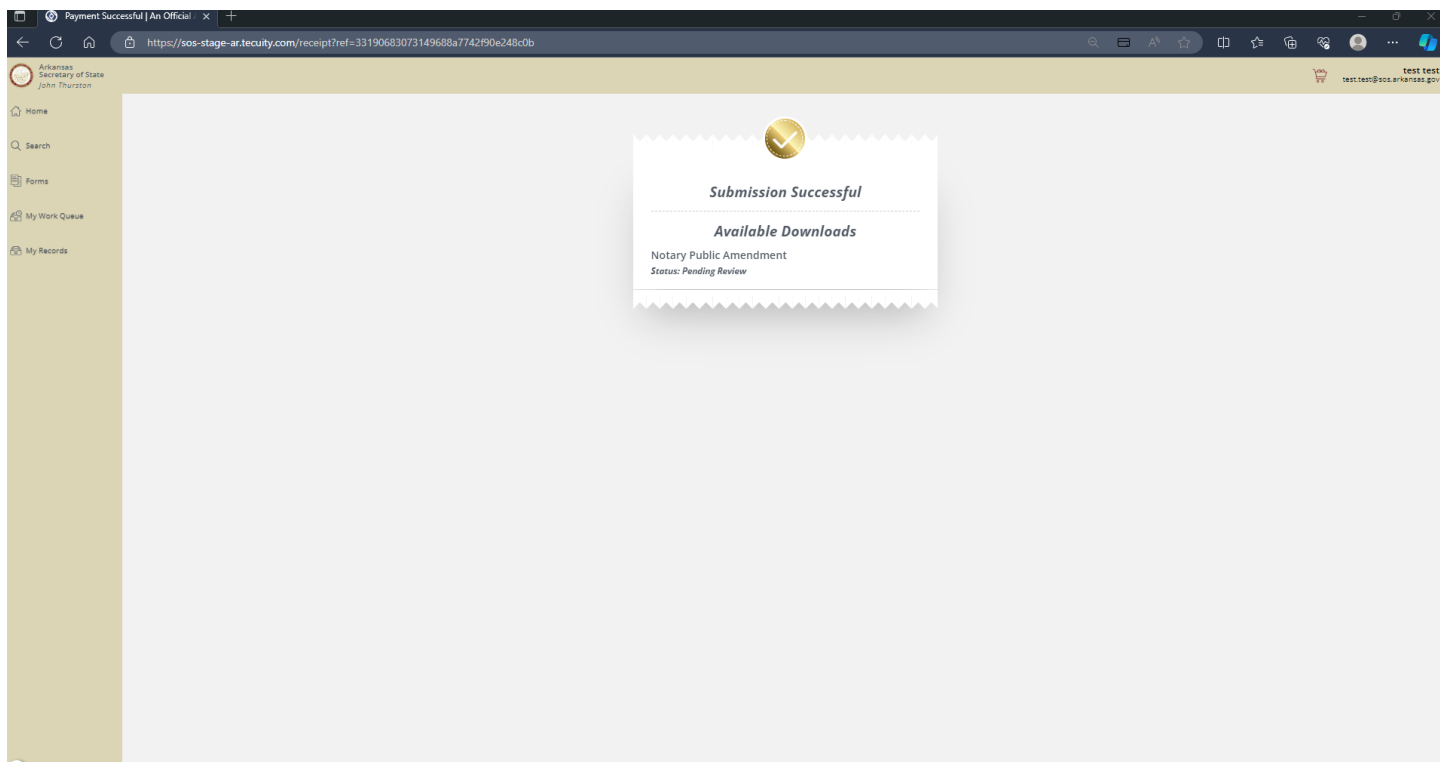 Payment Successful | An Official
https://sos-stage-ar.tecuity.com/receipt?ref=33190683073149688a7742f90e248c0b
Arkansas
Secretary of State
John Thurston
test test
test.test@sos.arkansas.gov
Home
Search
Forms
My Work Queue
My Records
Submission Successful
Available Downloads
Notary Public Amendment
Status: Pending Review